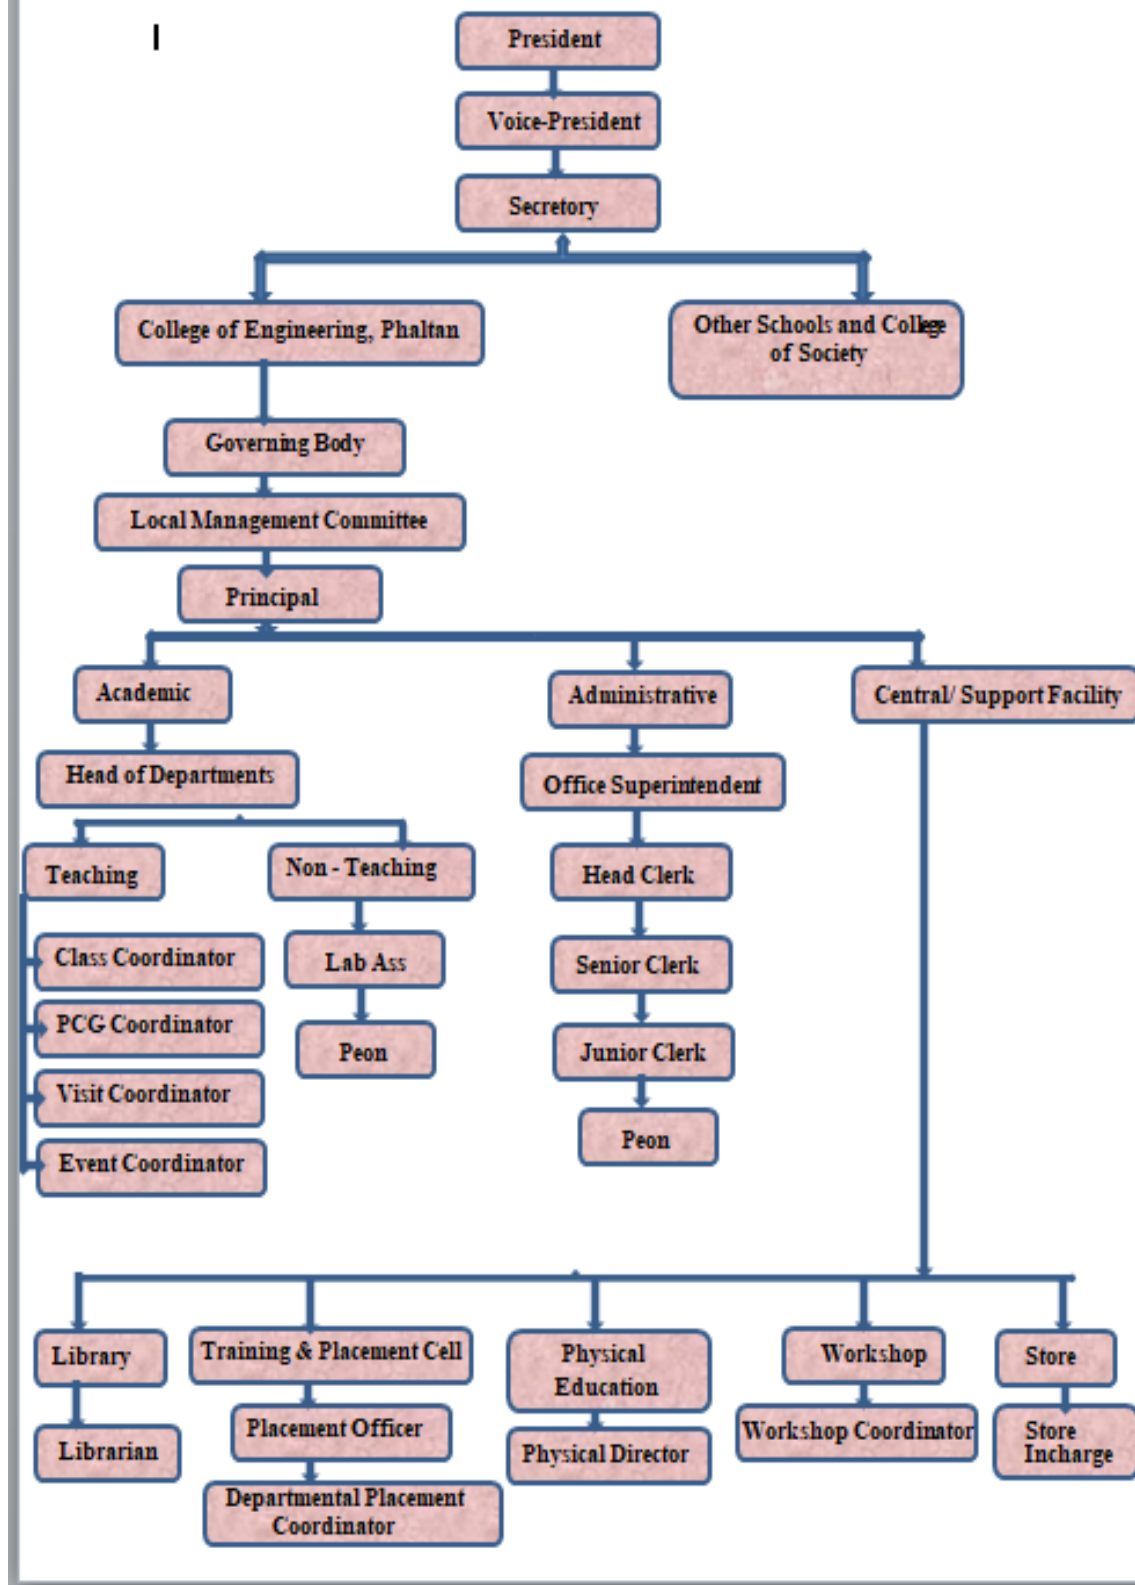 I
President
Voice-President
Secretory
College of Engineering, Phaltan
Other Schools and College
of Society
Governing Body
Local Management Committee
Principal
Academic
Administrative
Central/ Support Facility
Head of Departments
Office Superintendent
Teaching
Non - Teaching
Head Clerk
Class Coordinator
Lab Ass
Senior Clerk
PCG Coordinator
Peon
Junior Clerk
Visit Coordinator
Peon
Event Coordinator
Library
Training & Placement Cell
Physical
Education
Workshop
Store
Librarian
Placement Officer
Physical Director
Workshop Coordinator
Store
Incharge
Departmental Placement
Coordinator